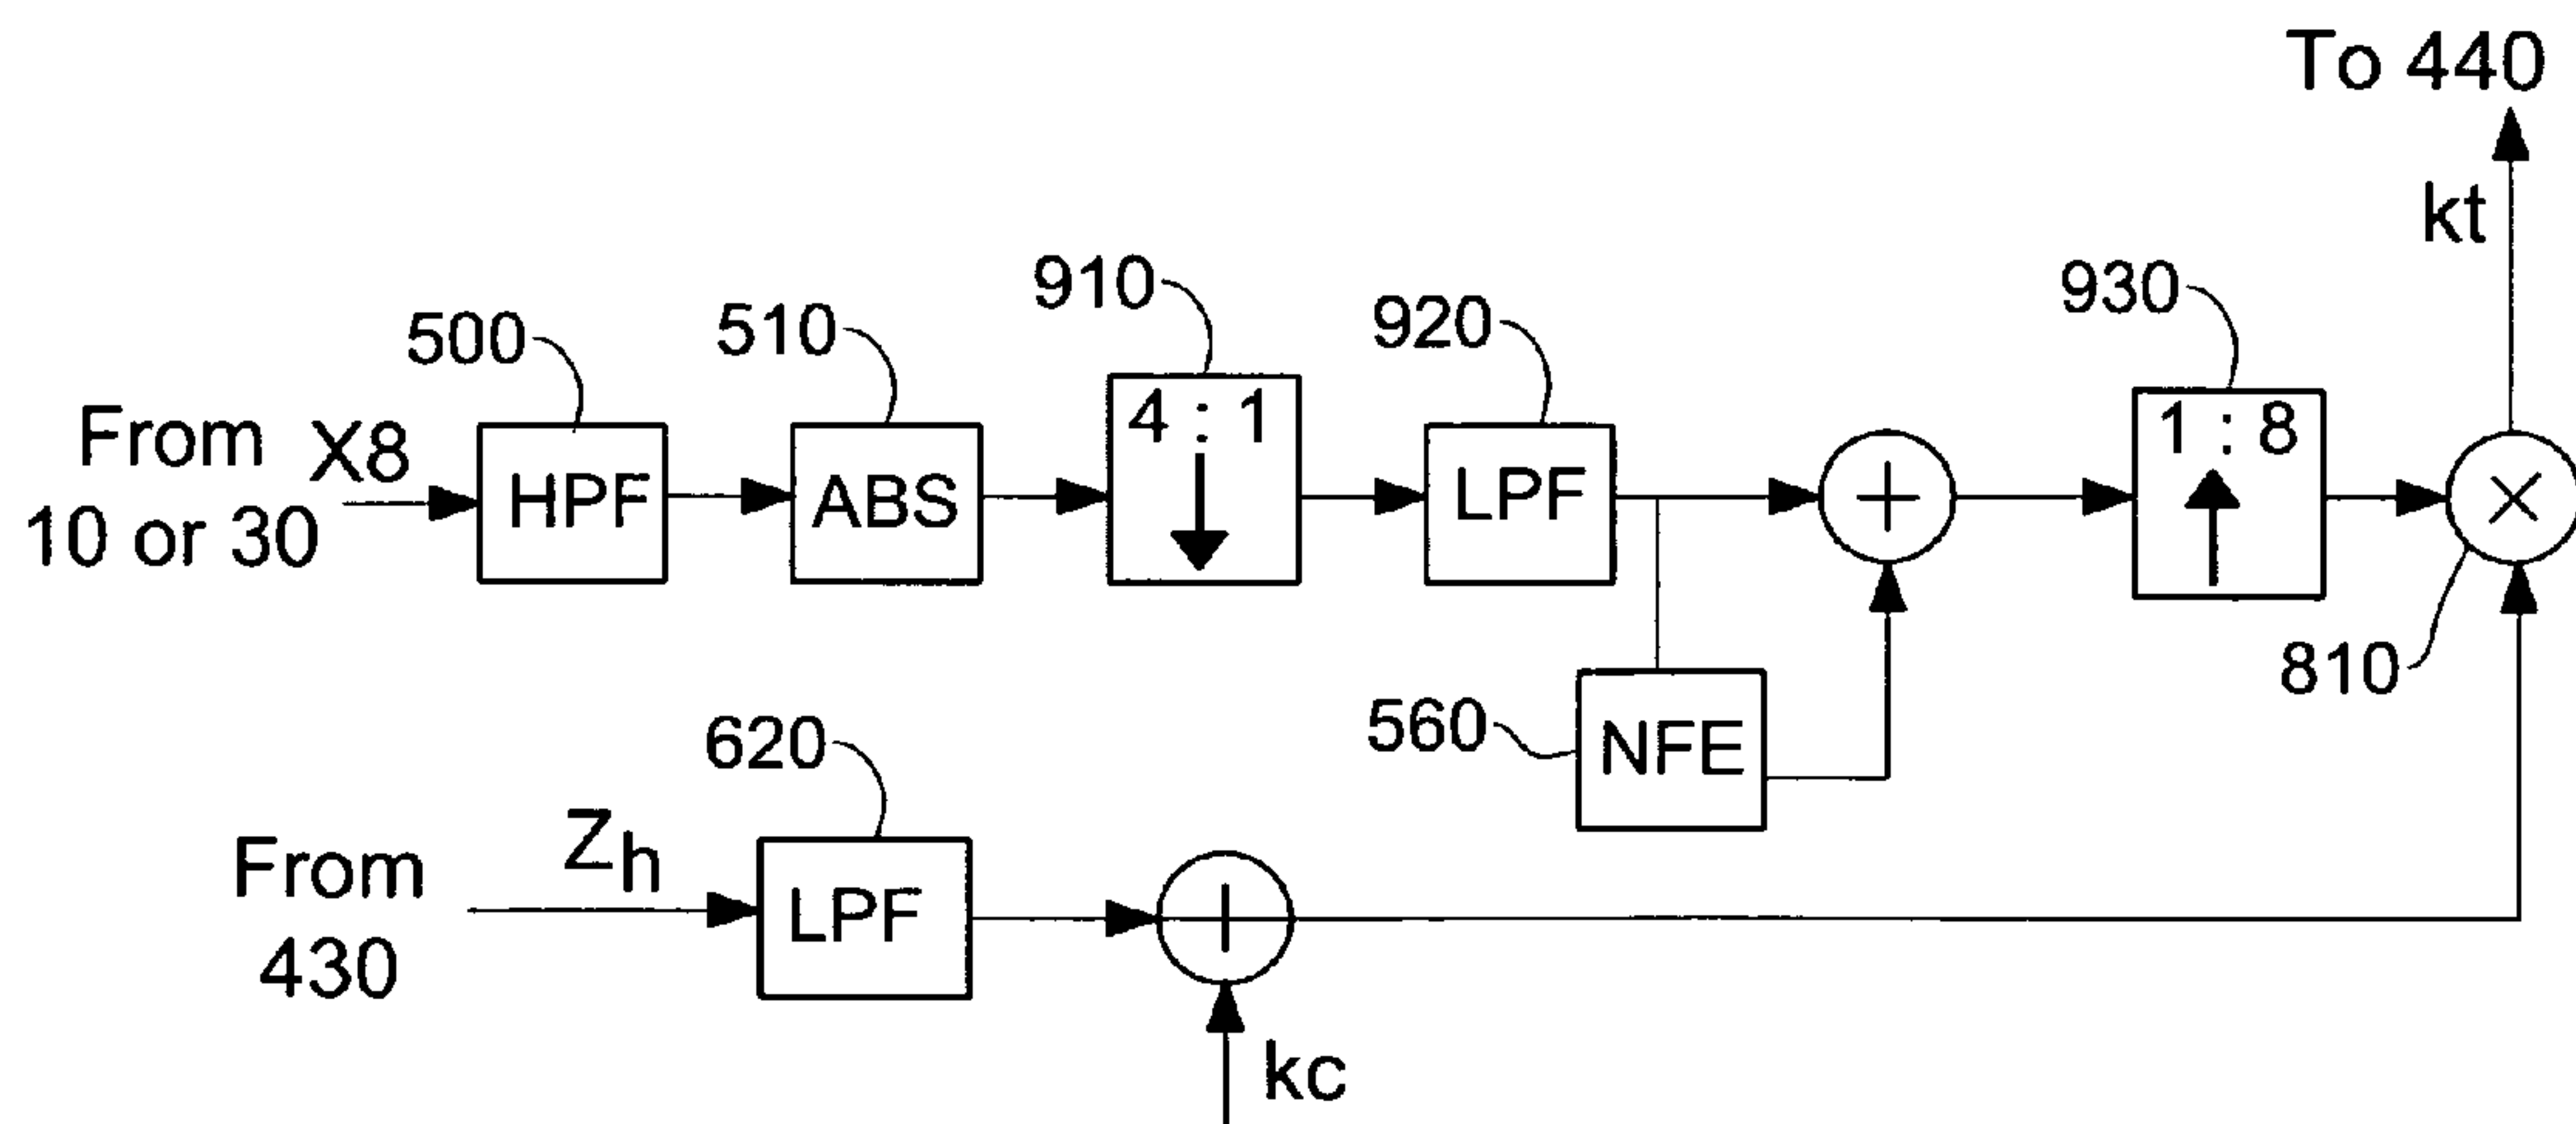 To 440
kt
910
930
920
500
510
4 : 1
1 : 8
From
10 or 30
X8
HPF
ABS
LPF
+
×
810
560
NFE
620
From
430
Zh
LPF
+
kc